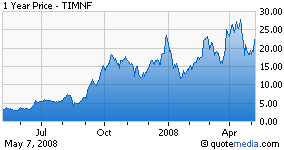 1 Year Price - TIMNF
30.00
25.00
20.00
15.00
10.00
5.00
0.00
Jul
Oct
2008
Apr
May 7, 2008
© quotemedia.com